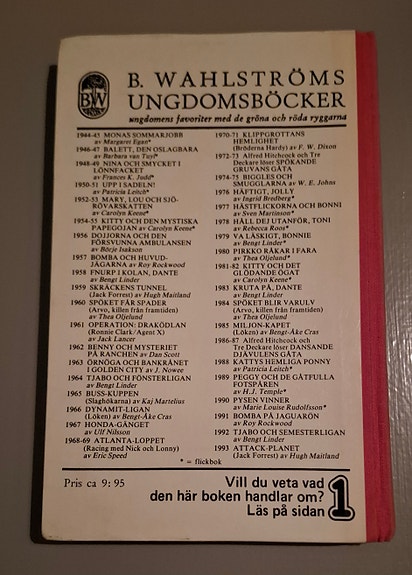 BW
B. WAHLSTRÖMS
UNGDOMSBÖCKER
ungdomens favoriter med de gröna och röda ryggarna
1944-45 MONAS SOMMARJOBB
av Margaret Egan*
1946-47 BALETT, DEN OSLAGBARA
av Barbara van Tuyl*
1948-49 NINA OCH SMYCKET I
LÖNNFACKET
av Frances K. Judd*
1950-51 UPP I SADELN!
av Patricia Leitch*
1952-53 MARY, LOU OCH SJÖ-
RÖVARSKATTEN
av Carolyn Keene*
1954-55 KITTY OCH DEN MYSTISKA
PAPEGOJAN av Carolyn Keene*
1956 DOJJORNA OCH DEN
FÖRSVUNNA AMBULANSEN
av Börje Isakson
1957 BOMBA OCH HUVUD-
JÄGARNA av Roy Rockwood
1958 FNURP I KOLAN, DANTE
av Bengt Linder
1959 SKRÄCKENS TUNNEL
(Jack Forrest) av Hugh Maitland
1960 SPÖKET FÅR SPADER
(Arvo, killen från framtiden)
av Thea Oljelund
1961 OPERATION: DRAKÖDLAN
(Ronnie Clark/Agent X)
av Jack Lancer
1962 BENNY OCH MYSTERIET
PÅ RANCHEN av Dan Scott
1963 ÖRNÖGA OCH BANKRÅNET
I GOLDEN CITY av J. Nowee
1964 TJABO OCH FÖNSTERLIGAN
av Bengt Linder
1965 BUSS-KUPPEN
(Slaghökarna) av Kaj Martelius
1966 DYNAMIT-LIGAN
(Löken) av Bengt-Åke Cras
1967 HONDA-GÄNGET
av Ulf Nilsson
1968-69 ATLANTA-LOPPET
(Racing med Nick och Lonny)
av Eric Speed
1970-71 KLIPPGROTTANS
HEMLIGHET
(Bröderna Hardy) av F. W. Dixon
1972-73 Alfred Hitchcock och Tre
Deckare löser SPÖKANDE
GRUVANS GÅTA
1974-75 BIGGLES OCH
SMUGGLARNA av W. E. Johns
1976 HÄFTIGT, JOLLY
av Ingrid Bredberg*
1977 HÄSTFLICKORNA OCH BONNI
av Sven Martinson*
1978 HÅLL DEJ UTANFÖR, TONI
av Rebecca Roos*
1979 VA LÄSKIGT, BONNIE
av Bengt Linder*
1980 PIRKKO RÅKAR I FARA
av Thea Oljelund*
1981-82 KITTY OCH DET
GLÖDANDE ÖGAT
av Carolyn Keene*
1983 KRUTA PÅ, DANTE
av Bengt Linder
1984 SPÖKET BLIR VARULV
(Arvo, killen från framtiden)
av Thea Oljelund
1985 MILJON-KAPET
(Löken) av Bengt-Åke Cras
1986-87 Alfred Hitchcock och
Tre Deckare löser DANSANDE
DJÄVULENS GÅTA
1988 KATTYS HEMLIGA PONNY
av Patricia Leitch*
1989 PEGGY OCH DE GÅTFULLA
FOTSPÅREN
av H.J. Temple*
1990 PYSEN VINNER
av Marie Louise Rudolfsson*
1991 BOMBA PÅ JAGUARÖN
av Roy Rockwood
1992 TJABO OCH SEMESTERLIGAN
av Bengt Linder
1993 ATTACK-PLANET
(Jack Forrest) av Hugh Maitland
* = flickbok
Pris ca 9: 95
Vill du veta vad
den här boken handlar om?
Läs på sidan 1